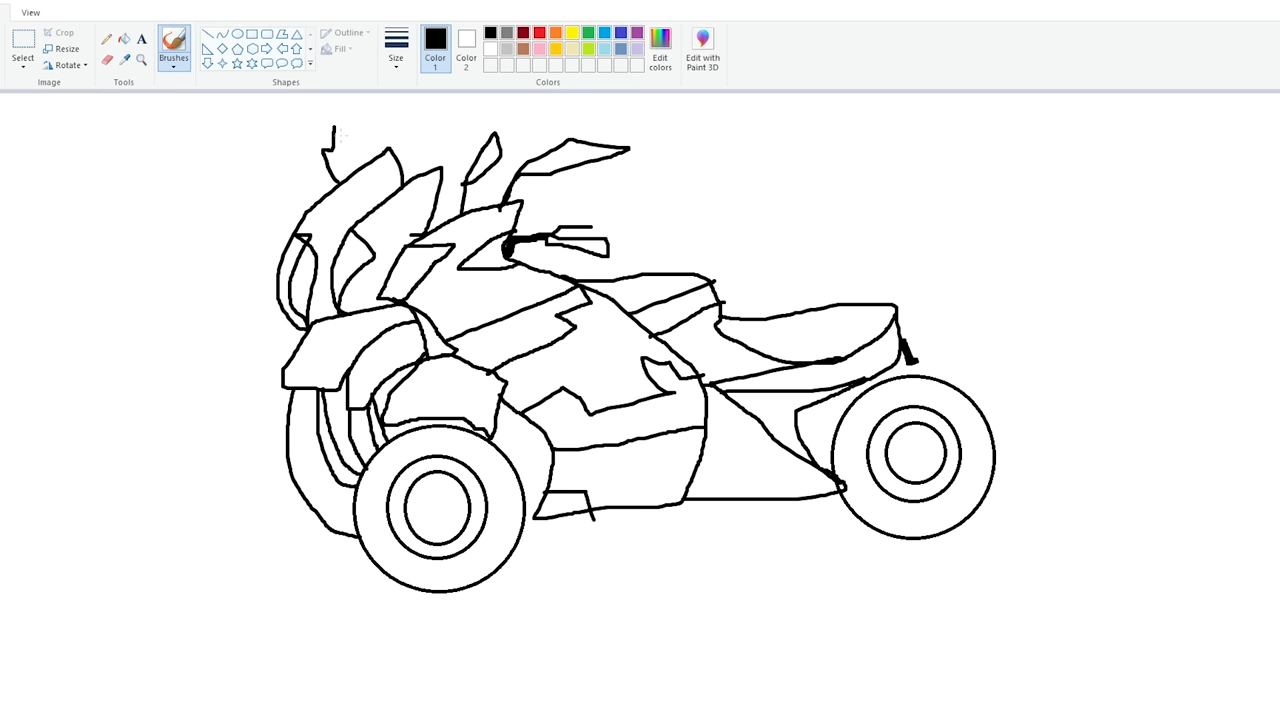 View
Crop
Resize
Rotate
Select
Image
A
Tools
Brushes
Shapes
Outline
Fill
Size
Color
1
Color
2
Colors
Edit
colors
Edit with
Paint 3D